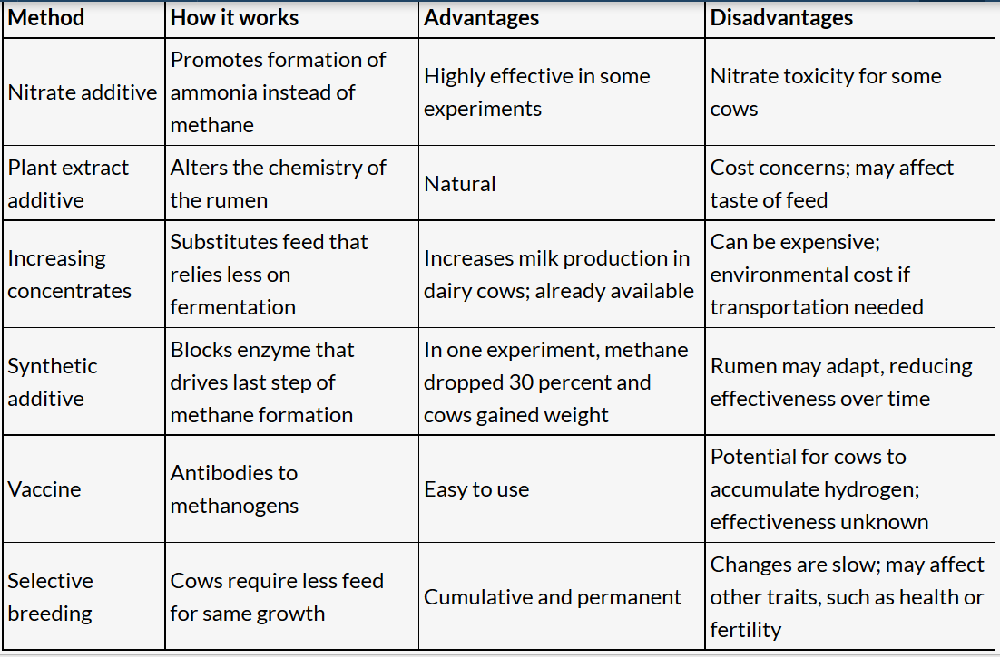 Method How it works Advantages Disadvantages
Nitrate additive
Promotes formation of
ammonia instead of
methane
Highly effective in some
experiments
Nitrate toxicity for some
cows
Plant extract
additive
Alters the chemistry of
the rumen
Natural
Cost concerns; may affect
taste of feed
Increasing
concentrates
Substitutes feed that
relies less on
fermentation
Increases milk production in
dairy cows; already available
Can be expensive;
environmental cost if
transportation needed
Synthetic
additive
Blocks enzyme that
drives last step of
methane formation
In one experiment, methane
dropped 30 percent and
cows gained weight
Rumen may adapt, reducing
effectiveness over time
Vaccine
Antibodies to
methanogens
Easy to use
Potential for cows to
accumulate hydrogen;
effectiveness unknown
Selective
breeding
Cows require less feed
for same growth
Cumulative and permanent
Changes are slow; may affect
other traits, such as health or
fertility